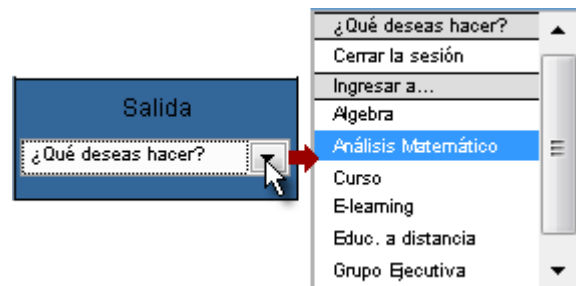 Salida
¿Qué deseas hacer?
¿Qué deseas hacer?
Cerrar la sesión
Ingresar a...
Algebra
Análisis Matemático
Curso
E-learning
Educ. a distancia
Grupo Ejecutiva